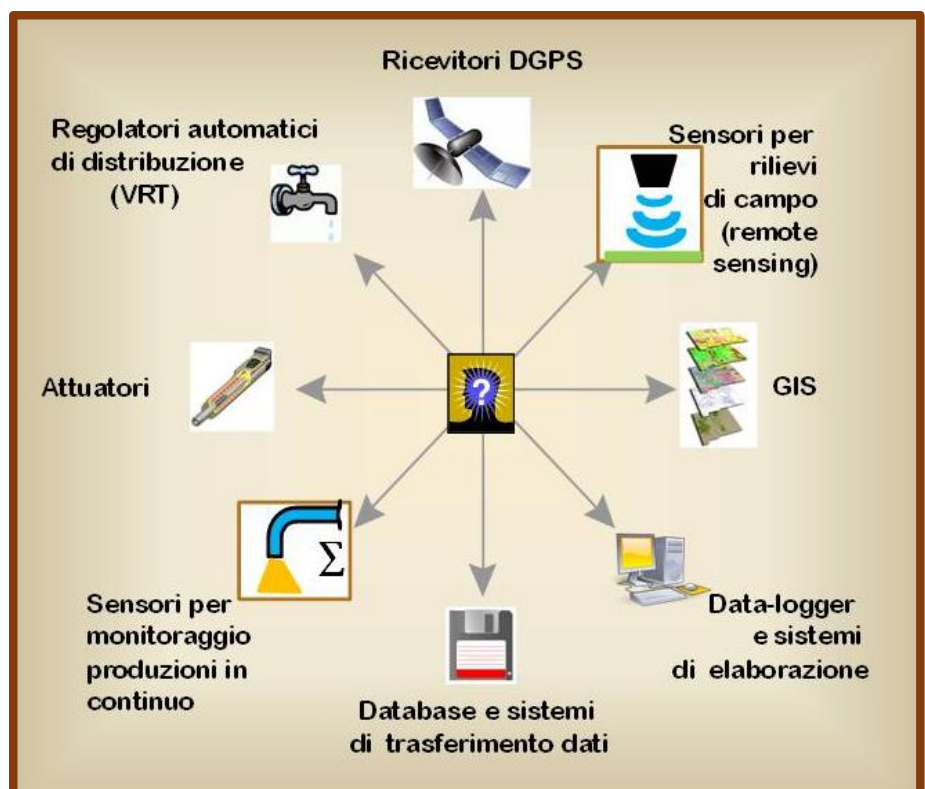 Ricevitori DGPS
Regolatori automatici
di distribuzione
(VRT)
Sensori per
rilievi
di campo
(remote
sensing)
Attuatori
?
GIS
Σ
Sensori per
monitoraggio
produzioni in
continuo
Data-logger
e sistemi
di elaborazione
Database e sistemi
di trasferimento dati